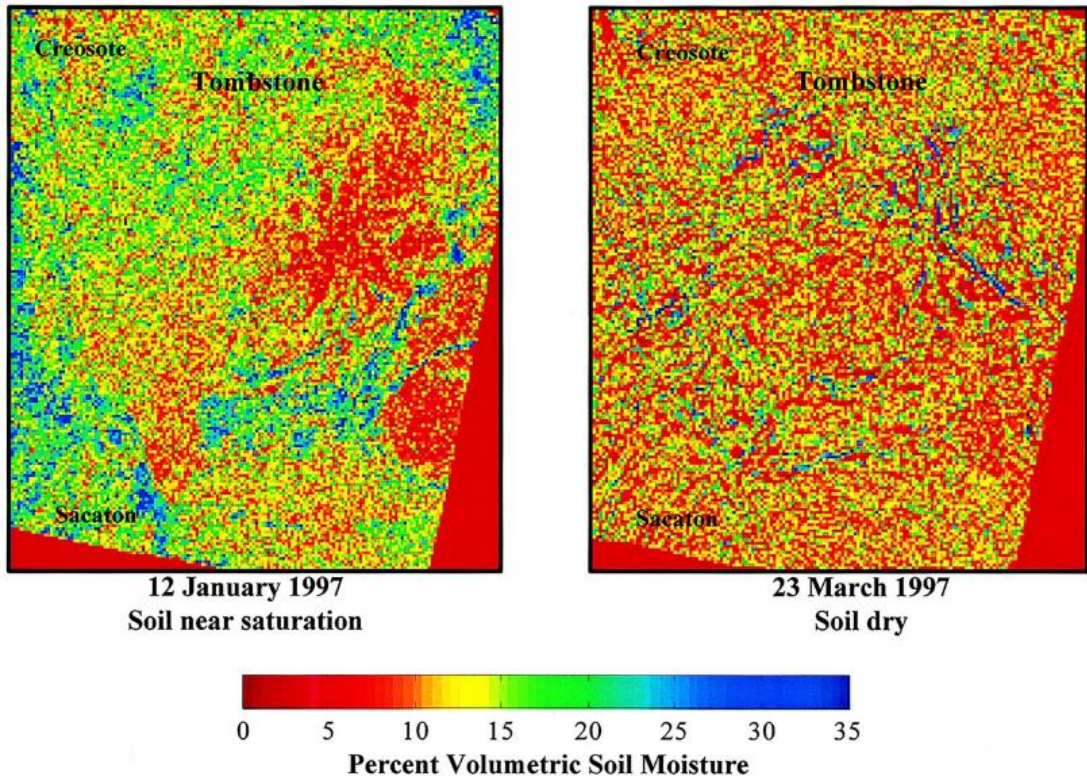 Creosote
Tombstone
Sacaton
12 January 1997
Soil near saturation
Creosote
Tombstone
Sacaton
23 March 1997
Soil dry
0 5 10 15 20 25 30 35
Percent Volumetric Soil Moisture